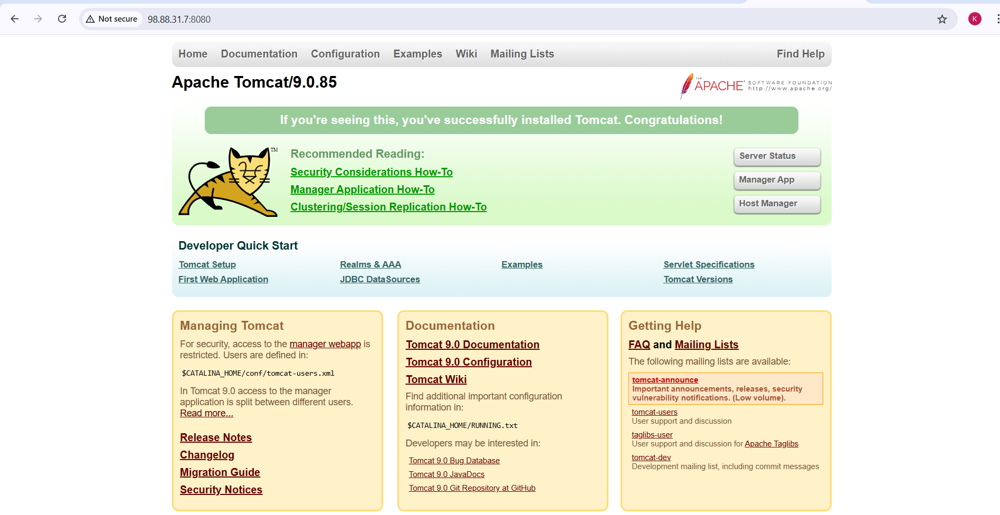 Not secure 98.88.31.7:8080
K
Home Documentation Configuration Examples Wiki Mailing Lists Find Help
Apache Tomcat/9.0.85
THE
APACHE SOFTWARE FOUNDATION
http://www.apache.org/
If you're seeing this, you've successfully installed Tomcat. Congratulations!
TM
Recommended Reading:
Security Considerations How-To
Manager Application How-To
Clustering/Session Replication How-To
Server Status
Manager App
Host Manager
Developer Quick Start
Tomcat Setup
First Web Application
Realms & AAA
JDBC DataSources
Examples
Servlet Specifications
Tomcat Versions
Managing Tomcat
For security, access to the manager webapp is
restricted. Users are defined in:
$CATALINA_HOME/conf/tomcat-users.xml
In Tomcat 9.0 access to the manager
application is split between different users.
Read more...
Release Notes
Changelog
Migration Guide
Security Notices
Documentation
Tomcat 9.0 Documentation
Tomcat 9.0 Configuration
Tomcat Wiki
Find additional important configuration
information in:
$CATALINA_HOME/RUNNING.txt
Developers may be interested in:
Tomcat 9.0 Bug Database
Tomcat 9.0 JavaDocs
Tomcat 9.0 Git Repository at GitHub
Getting Help
FAQ and Mailing Lists
The following mailing lists are available:
tomcat-announce
Important announcements, releases, security
vulnerability notifications. (Low volume).
tomcat-users
User support and discussion
taglibs-user
User support and discussion for Apache Taglibs
tomcat-dev
Development mailing list, including commit messages